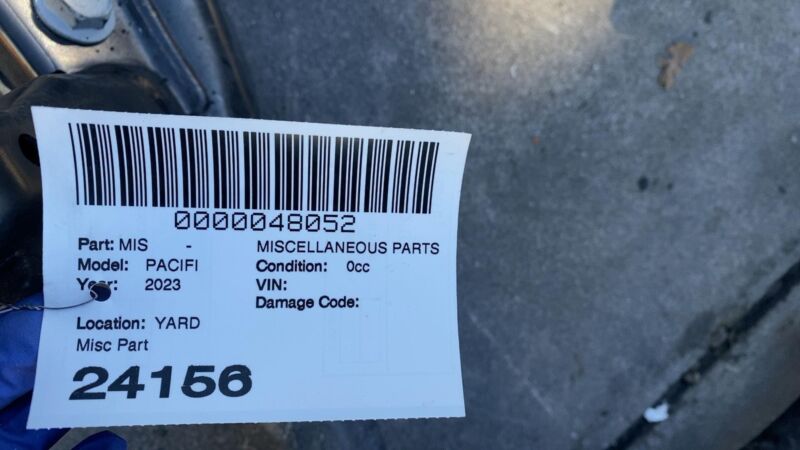 0000048052
Part: MIS - MISCELLANEOUS PARTS
Model: PACIFI Condition: 0cc
Year: 2023 VIN:
Damage Code:
Location: YARD
Misc Part
24156